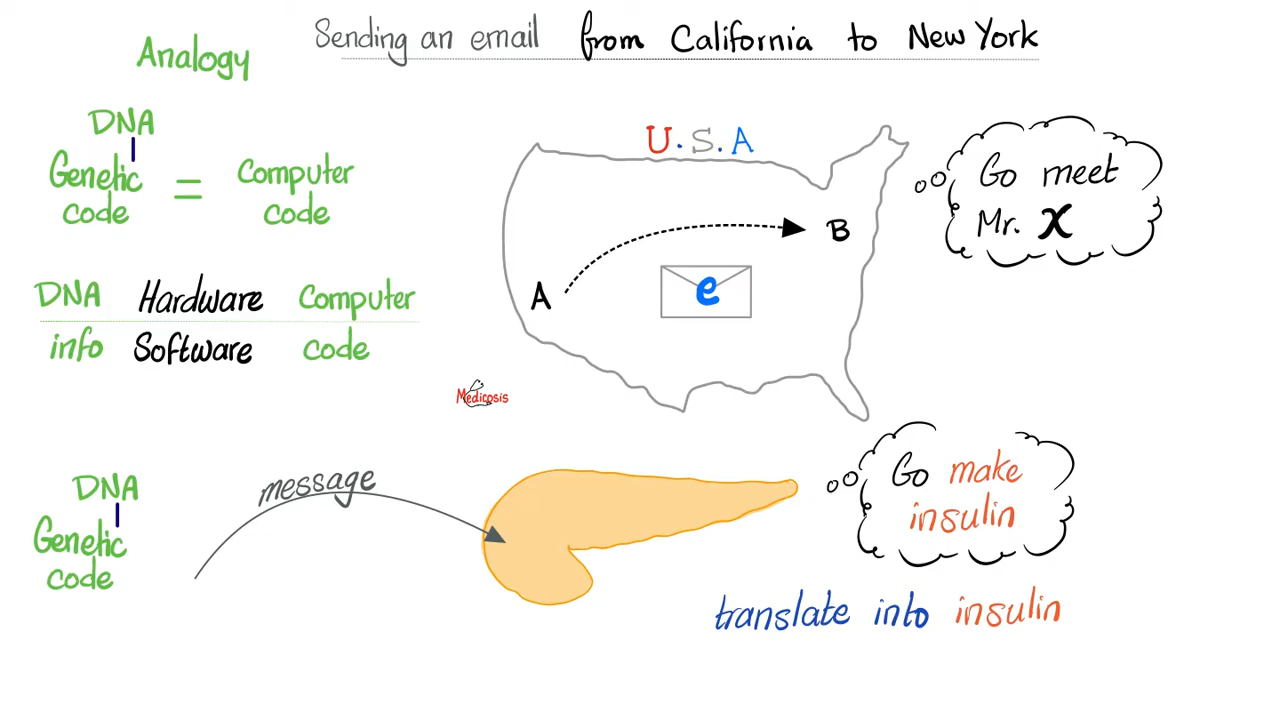 Analogy
Sending an email from California to New York
DNA
Genetic
code
=
Computer
code
DNA Hardware Computer
info Software code
U.S.A
A
B
e
Go meet
Mr. X
Medicosis
DNA
Genetic
code
message
Go make
insulin
translate into insulin